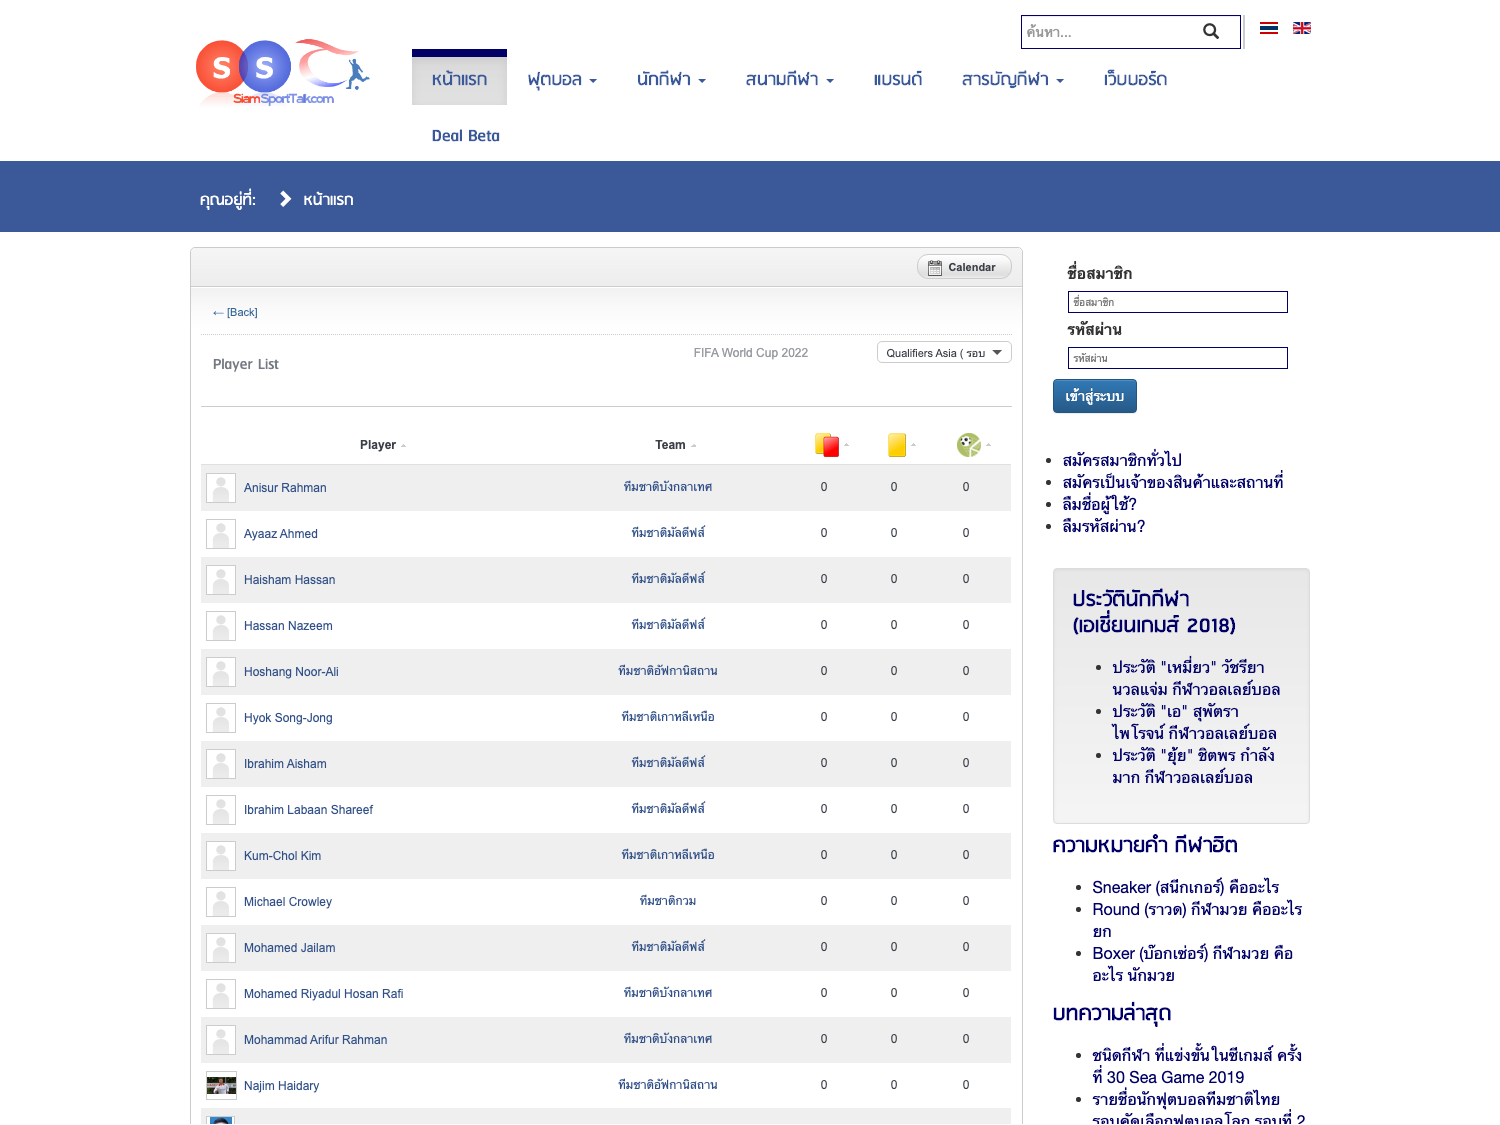 ค้นหา...
SS
SiamSportTalk.com
หน้าแรก ฟุตบอล นักกีฬา สนามกีฬา แบรนด์ สารบัญกีฬา เว็บบอร์ด
Deal Beta
คุณอยู่ที่: หน้าแรก
Calendar
←[Back]
Player List
FIFA World Cup 2022
Qualifiers Asia ( รอบ
Player Team
Anisur Rahman ทีมชาติบังกลาเทศ 0 0 0
Ayaaz Ahmed ทีมชาติมัลดีฟส์ 0 0 0
Haisham Hassan ทีมชาติมัลดีฟส์ 0 0 0
Hassan Nazeem ทีมชาติมัลดีฟส์ 0 0 0
Hoshang Noor-Ali ทีมชาติอัฟกานิสถาน 0 0 0
Hyok Song-Jong ทีมชาติเกาหลีเหนือ 0 0 0
Ibrahim Aisham ทีมชาติมัลดีฟส์ 0 0 0
Ibrahim Labaan Shareef ทีมชาติมัลดีฟส์ 0 0 0
Kum-Chol Kim ทีมชาติเกาหลีเหนือ 0 0 0
Michael Crowley ทีมชาติกวม 0 0 0
Mohamed Jailam ทีมชาติมัลดีฟส์ 0 0 0
Mohamed Riyadul Hosan Rafi ทีมชาติบังกลาเทศ 0 0 0
Mohammad Arifur Rahman ทีมชาติบังกลาเทศ 0 0 0
Najim Haidary ทีมชาติอัฟกานิสถาน 0 0 0
ชื่อสมาชิก
ชื่อสมาชิก
รหัสผ่าน
รหัสผ่าน
เข้าสู่ระบบ
สมัครสมาชิกทั่วไป
สมัครเป็นเจ้าของสินค้าและสถานที่
ลืมชื่อผู้ใช้?
ลืมรหัสผ่าน?
ประวัตินักกีฬา
(เอเชี่ยนเกมส์ 2018)
ประวัติ "เหมี่ยว" วัชรียา
นวลแจ่ม กีฬาวอลเลย์บอล
ประวัติ "เอ" สุพัตรา
ไพโรจน์ กีฬาวอลเลย์บอล
ประวัติ "ยุ้ย" ชิตพร กำลัง
มาก กีฬาวอลเลย์บอล
ความหมายคำ กีฬาฮิต
Sneaker (สนีกเกอร์) คืออะไร
Round (ราวด) กีฬามวย คืออะไร
ยก
Boxer (บ๊อกเซ่อร์) กีฬามวย คือ
อะไร นักมวย
บทความล่าสุด
ชนิดกีฬา ที่แข่งขั้นในซีเกมส์ ครั้ง
ที่ 30 Sea Game 2019
รายชื่อนักฟุตบอลทีมชาติไทย
รอบคัดเลือกฟุตบอลโลก รอบที่ 2